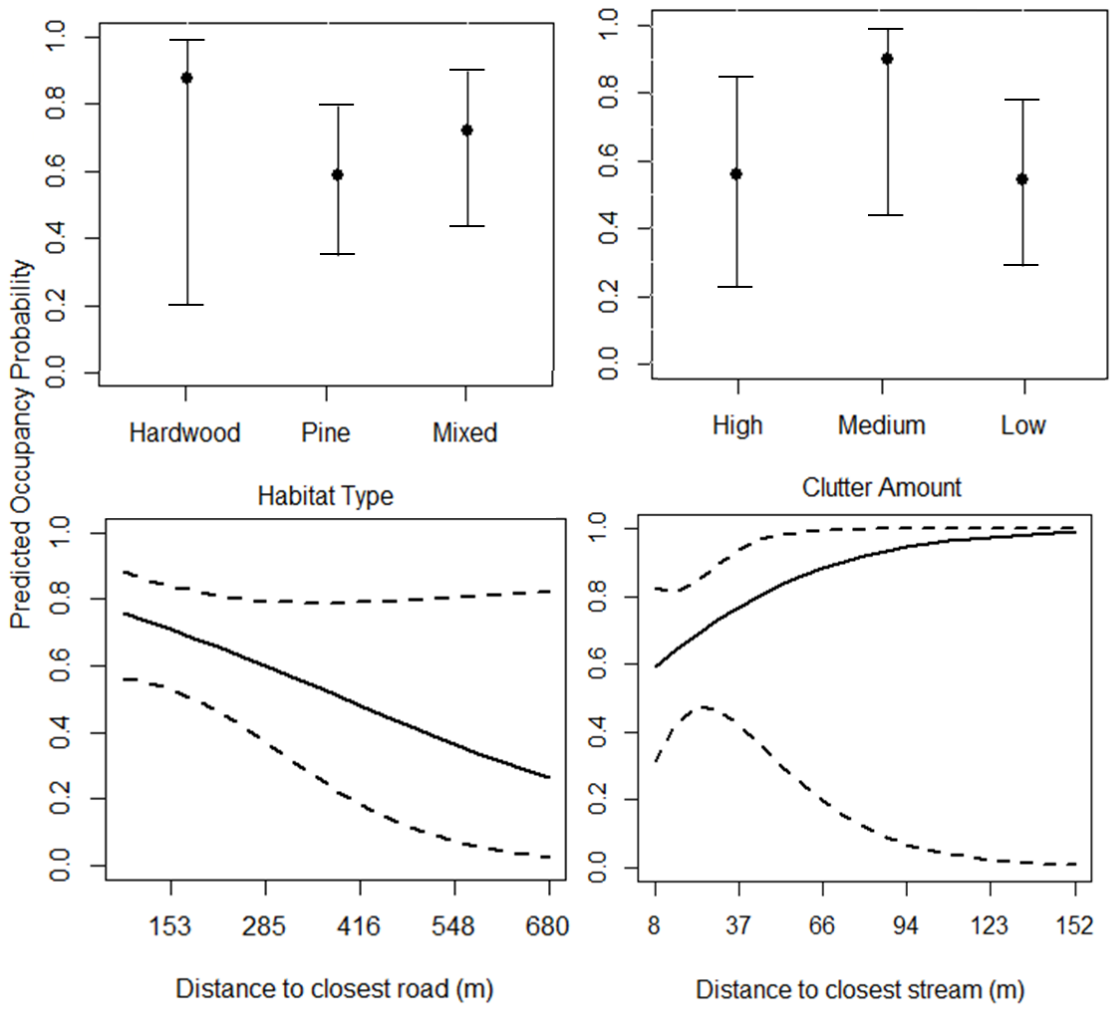 Predicted Occupancy Probability
1.0
0.8
0.6
0.4
0.2
0.0
Hardwood Pine Mixed
Habitat Type
1.0
0.8
0.6
0.4
0.2
0.0
High Medium Low
Clutter Amount
1.0
0.8
0.6
0.4
0.2
0.0
153 285 416 548 680
Distance to closest road (m)
1.0
0.8
0.6
0.4
0.2
0.0
8 37 66 94 123 152
Distance to closest stream (m)